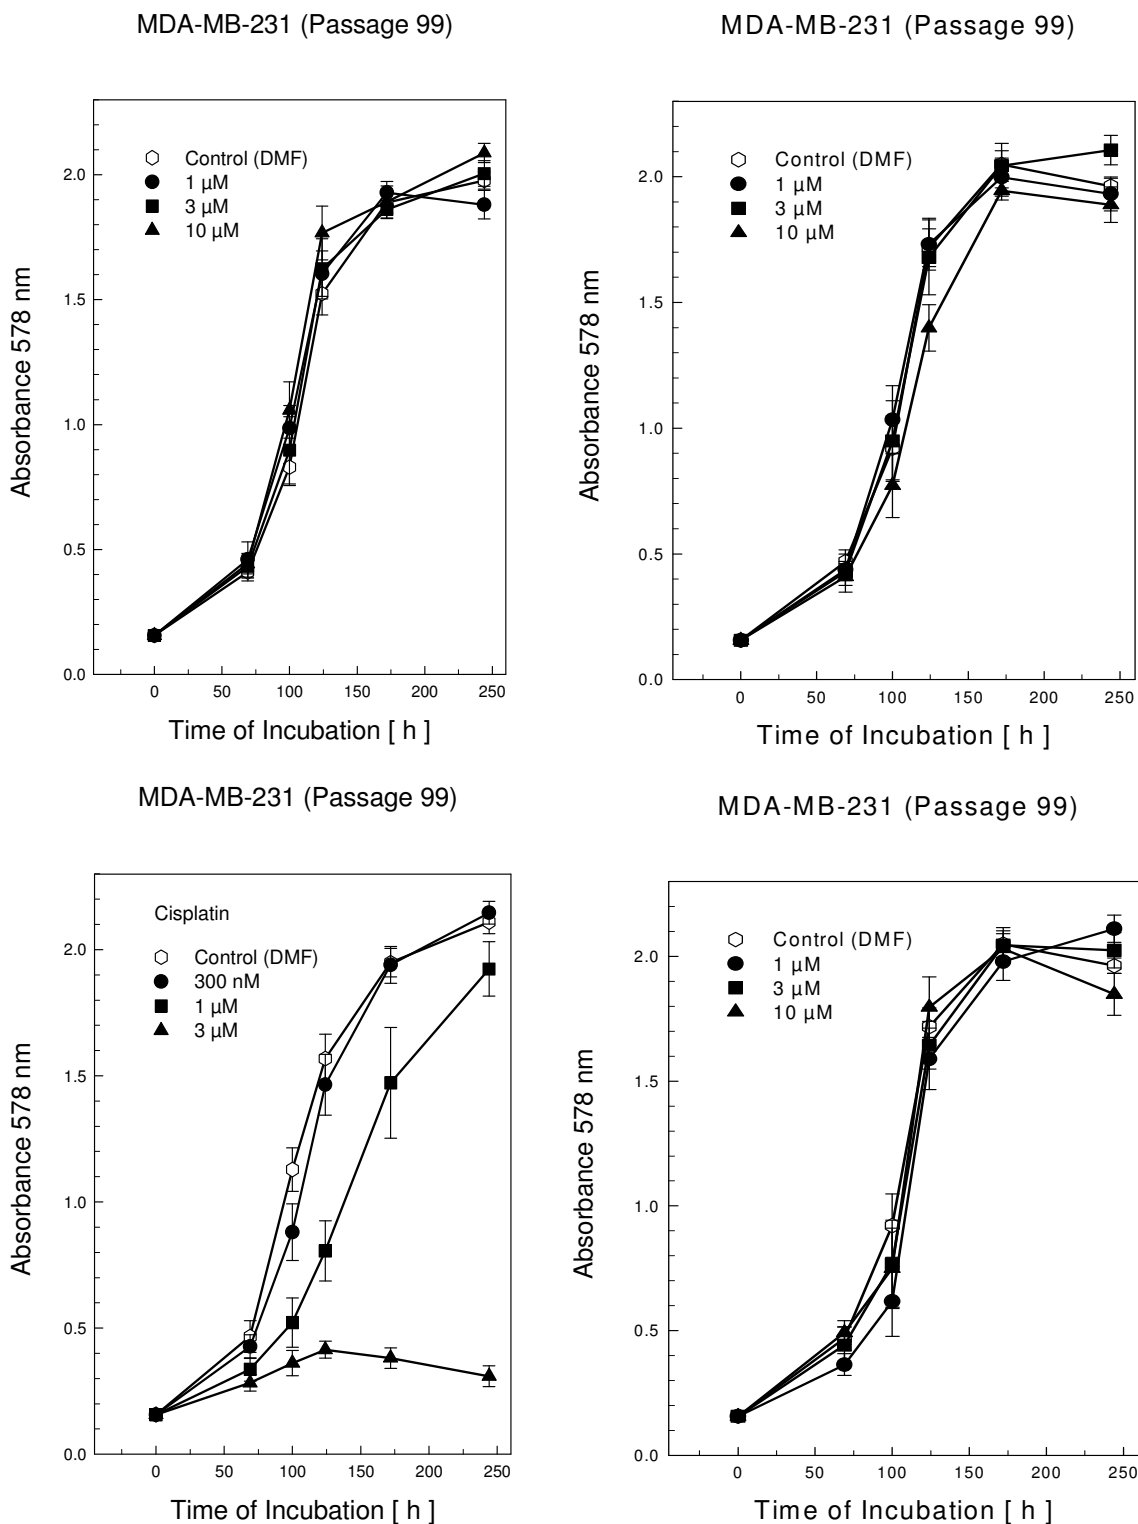 MDA-MB-231 (Passage 99)
Control (DMF)
1 µM
3 µM
10 µM
2.0
1.5
1.0
0.5
0.0
0 50 100 150 200 250
Absorbance 578 nm
Time of Incubation [ h ]
MDA-MB-231 (Passage 99)
Control (DMF)
1 µM
3 µM
10 µM
2.0
1.5
1.0
0.5
0.0
0 50 100 150 200 250
Absorbance 578 nm
Time of Incubation [ h ]
MDA-MB-231 (Passage 99)
Cisplatin
Control (DMF)
300 nM
1 µM
3 µM
2.0
1.5
1.0
0.5
0.0
0 50 100 150 200 250
Absorbance 578 nm
Time of Incubation [ h ]
MDA-MB-231 (Passage 99)
Control (DMF)
1 µM
3 µM
10 µM
2.0
1.5
1.0
0.5
0.0
0 50 100 150 200 250
Absorbance 578 nm
Time of Incubation [ h ]